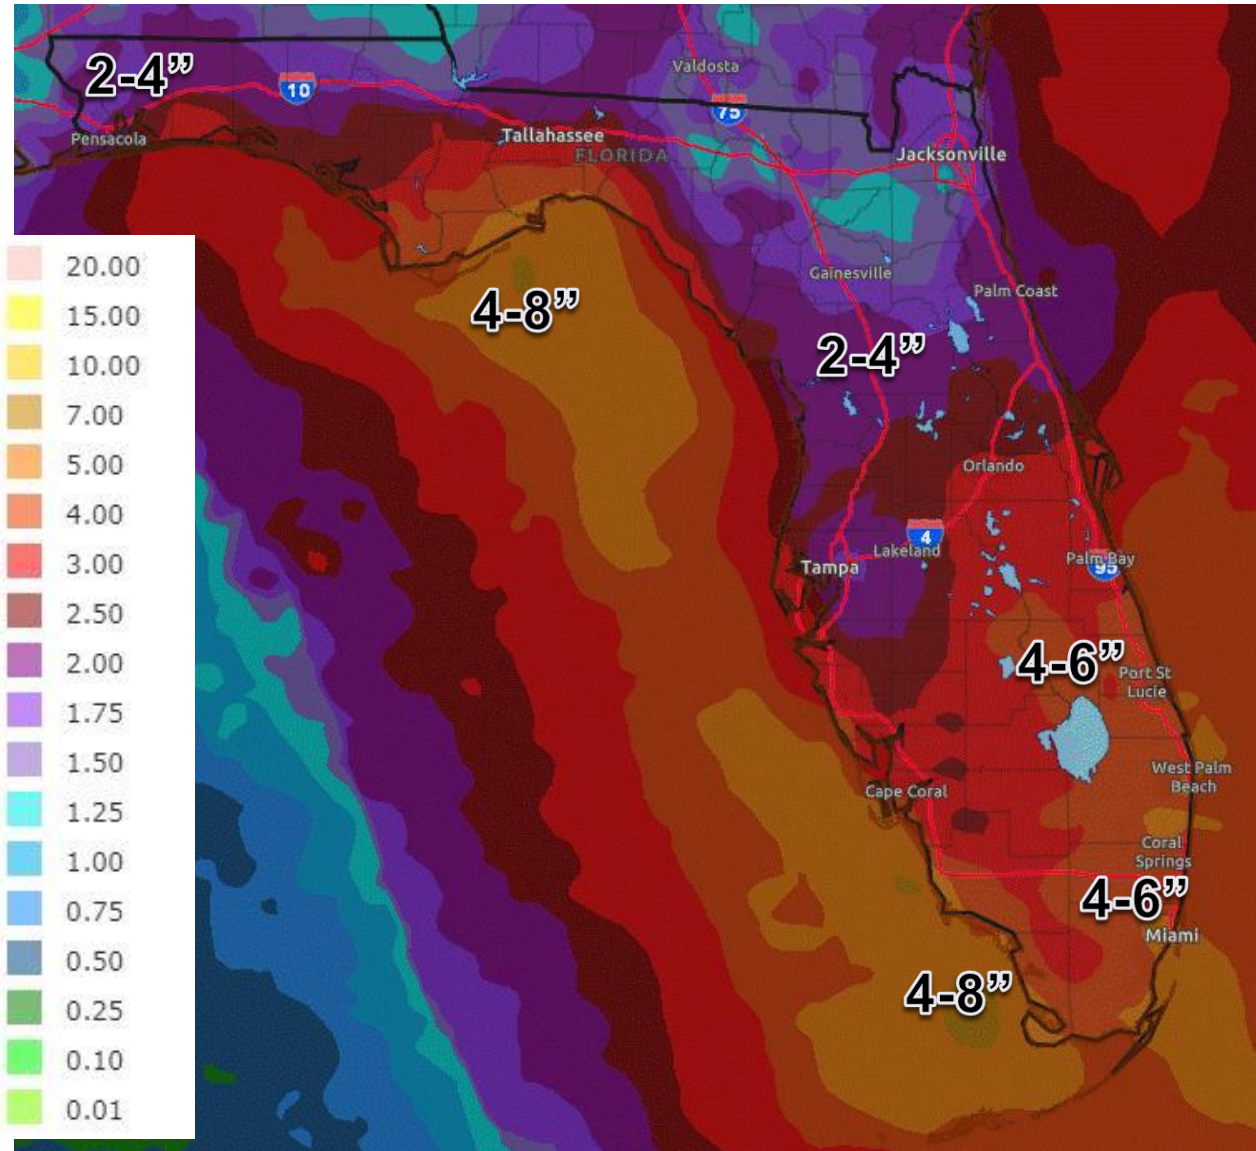 Valdosta
2-4”
10
75
Pensacola
Tallahassee
FLORIDA
Jacksonville
20.00
15.00
10.00
7.00
5.00
4.00
3.00
2.50
2.00
1.75
1.50
1.25
1.00
0.75
0.50
0.25
0.10
0.01
Gainesville
Palm Coast
4-8”
2-4”
Orlando
4
Lakeland
Tampa
Palm Bay
95
4-6”
Port St
Lucie
West Palm
Beach
Cape Coral
Coral
Springs
4-6”
Miami
4-8”